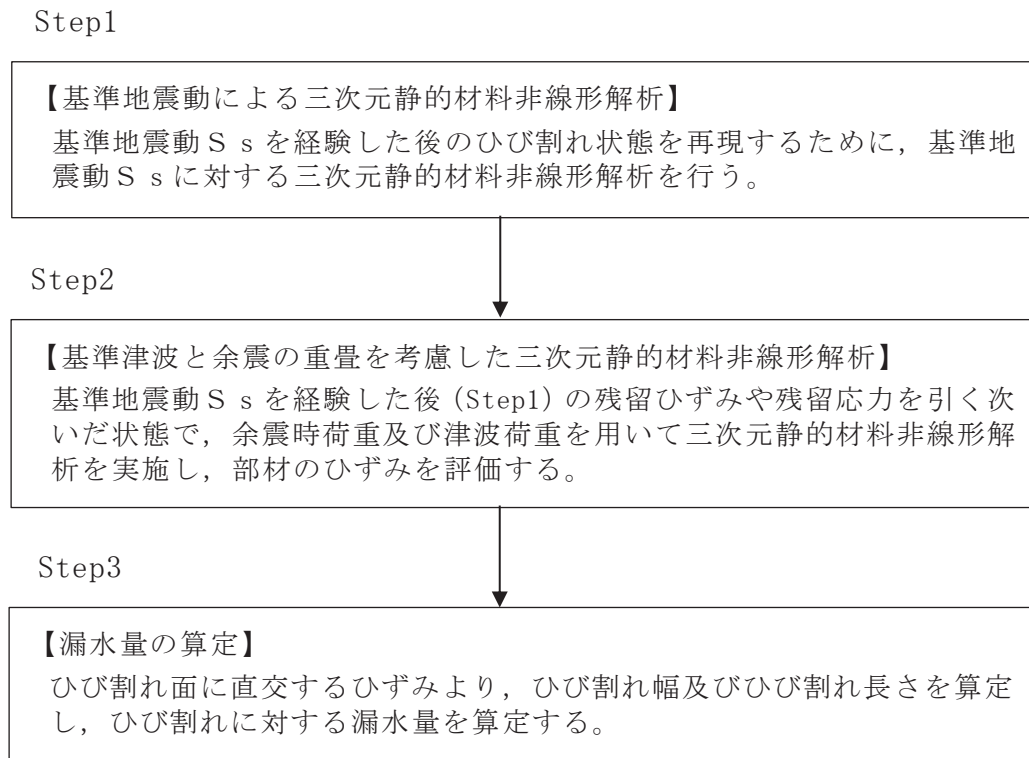 Step1
【基準地震動による三次元静的材料非線形解析】
基準地震動Ｓｓを経験した後のひび割れ状態を再現するために，基準地
震動Ｓｓに対する三次元静的材料非線形解析を行う。
Step2
【基準津波と余震の重畳を考慮した三次元静的材料非線形解析】
基準地震動Ｓｓを経験した後(Step1)の残留ひずみや残留応力を引く次
いだ状態で，余震時荷重及び津波荷重を用いて三次元静的材料非線形解
析を実施し，部材のひずみを評価する。
Step3
【漏水量の算定】
ひび割れ面に直交するひずみより，ひび割れ幅及びひび割れ長さを算定
し，ひび割れに対する漏水量を算定する。